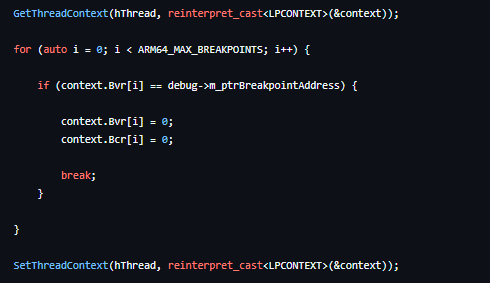 GetThreadContext(hThread, reinterpret_cast<LPCONTEXT>(&context));
for (auto i = 0; i < ARM64_MAX_BREAKPOINTS; i++) {
if (context.Bvr[i] == debug->m_ptrBreakpointAddress) {
context.Bvr[i] = 0;
context.Bcr[i] = 0;
break;
}
}
SetThreadContext(hThread, reinterpret_cast<LPCONTEXT>(&context));